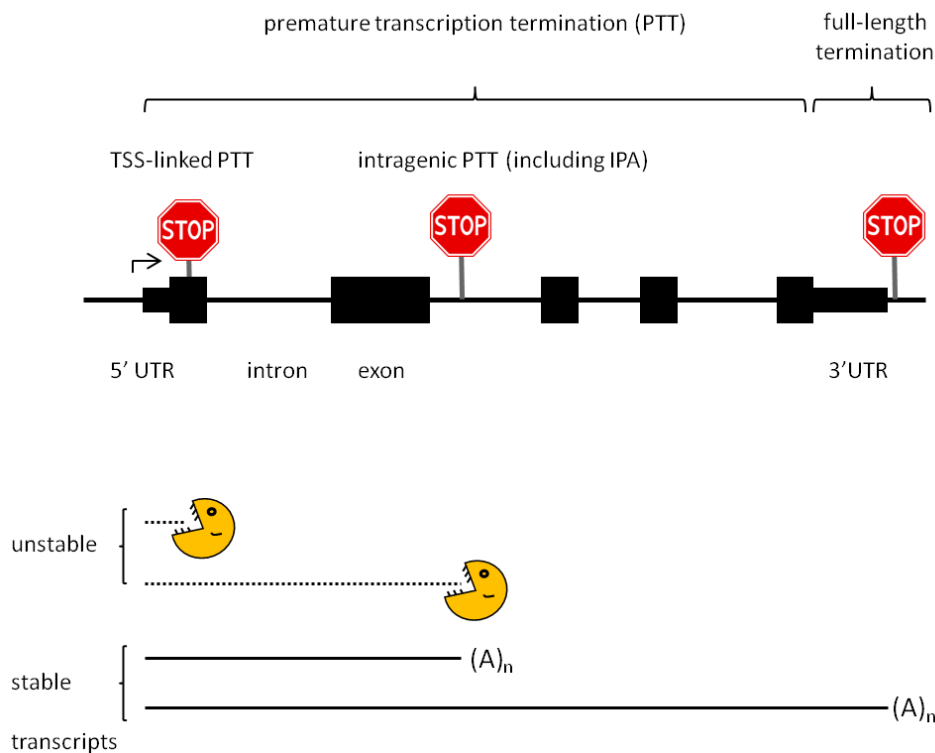 premature transcription termination (PTT)
full-length
termination
TSS-linked PTT
intragenic PTT (including IPA)
STOP
STOP
STOP
5’ UTR
intron
exon
3’UTR
unstable
(A)n
stable
(A)n
transcripts